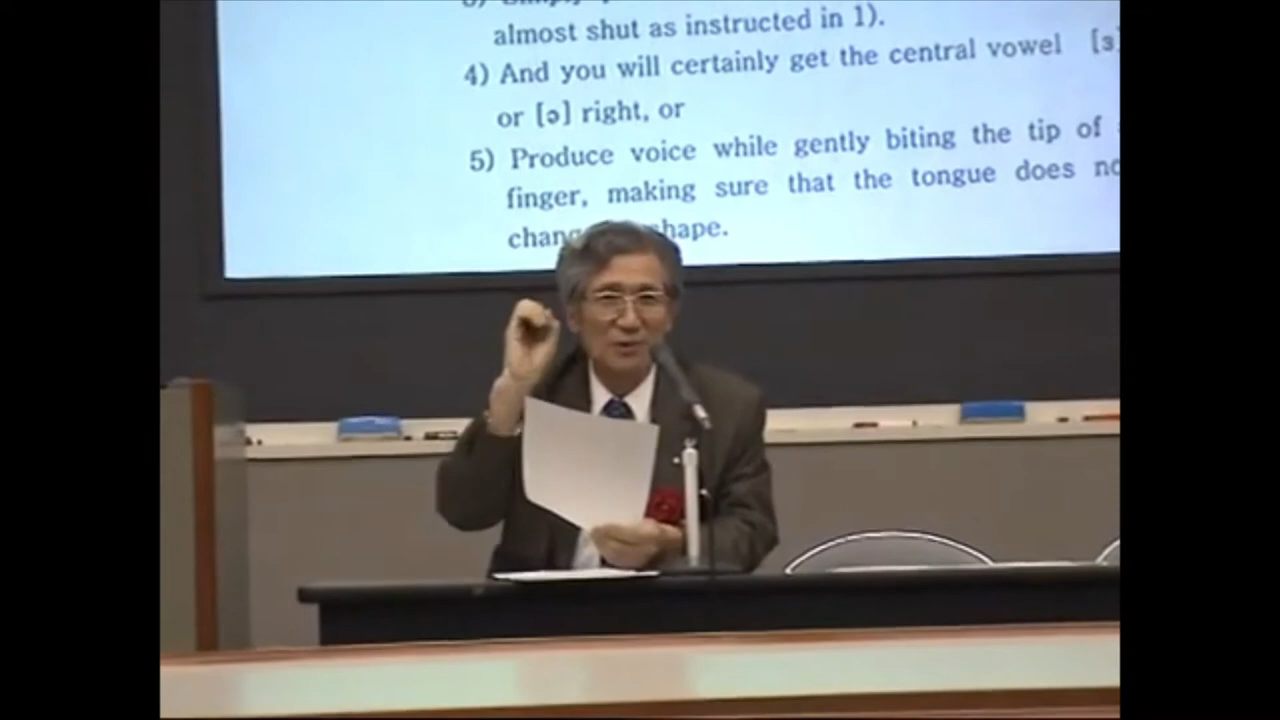 almost shut as instructed in 1).
4) And you will certainly get the central vowel [ɜ]
or [ə] right, or
5) Produce voice while gently biting the tip of
finger, making sure that the tongue does
shape.